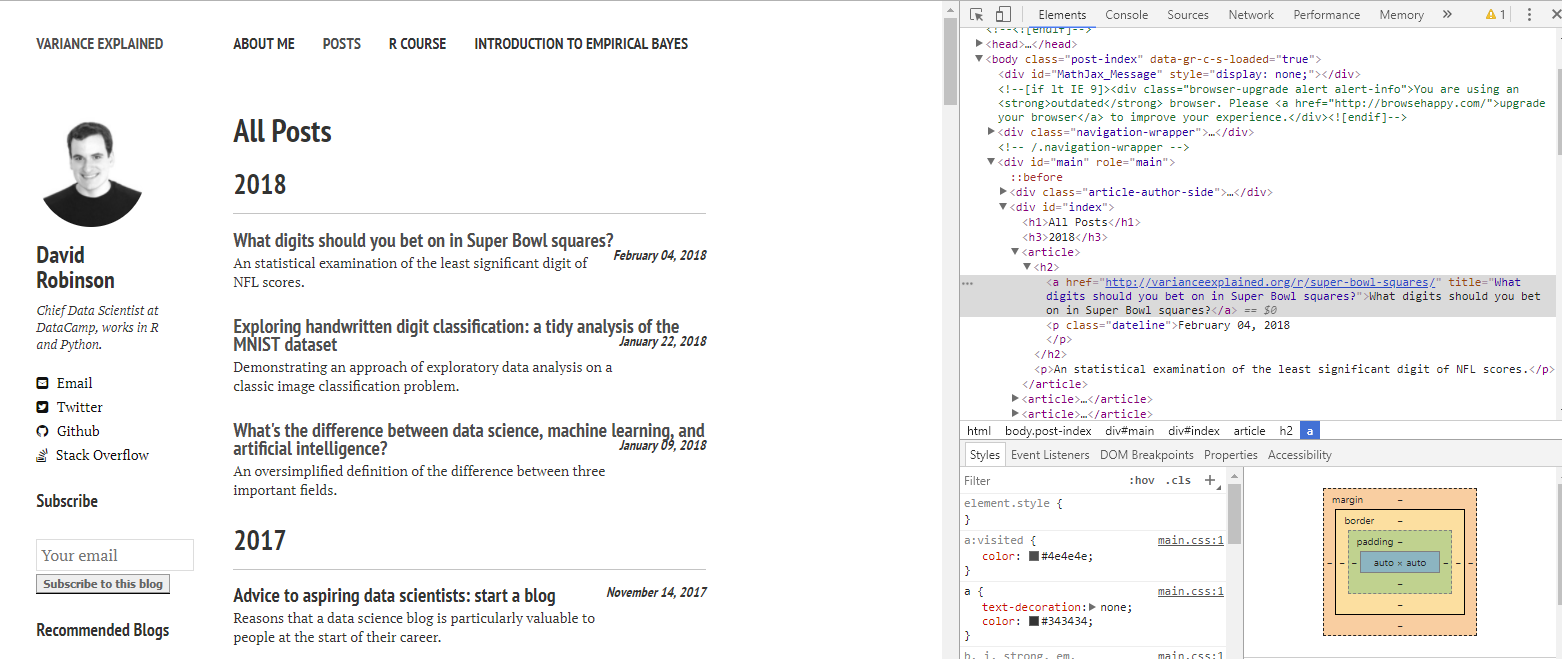 VARIANCE EXPLAINED
ABOUT ME POSTS R COURSE INTRODUCTION TO EMPIRICAL BAYES
David
Robinson
Chief Data Scientist at
DataCamp, works in R
and Python.
Email
Twitter
Github
Stack Overflow
Subscribe
Your email
Subscribe to this blog
Recommended Blogs
All Posts
2018
What digits should you bet on in Super Bowl squares?
February 04, 2018
An statistical examination of the least significant digit of
NFL scores.
Exploring handwritten digit classification: a tidy analysis of the
MNIST dataset
January 22, 2018
Demonstrating an approach of exploratory data analysis on a
classic image classification problem.
What's the difference between data science, machine learning, and
artificial intelligence?
January 09, 2018
An oversimplified definition of the difference between three
important fields.
2017
Advice to aspiring data scientists: start a blog
November 14, 2017
Reasons that a data science blog is particularly valuable to
people at the start of their career.
Elements Console Sources Network Performance Memory » 1
<!--<![endif]-->
<head>…</head>
<body class="post-index" data-gr-c-s-loaded="true">
<div id="MathJax_Message" style="display: none;"></div>
<!--[if lt IE 9]><div class="browser-upgrade alert alert-info">You are using an
<strong>outdated</strong> browser. Please <a href="http://browsehappy.com/">upgrade
your browser</a> to improve your experience.</div><![endif]-->
<div class="navigation-wrapper">…</div>
<!-- /.navigation-wrapper -->
<div id="main" role="main">
::before
<div class="article-author-side">…</div>
<div id="index">
<h1>All Posts</h1>
<h3>2018</h3>
<article>
<h2>
<a href="http://varianceexplained.org/r/super-bowl-squares/" title="What
digits should you bet on in Super Bowl squares?">What digits should you bet
on in Super Bowl squares?</a> == $0
<p class="dateline">February 04, 2018
</p>
</h2>
<p>An statistical examination of the least significant digit of NFL scores.</p>
</article>
<article>…</article>
<article>…</article>
html body.post-index div#main div#index article h2 a
Styles Event Listeners DOM Breakpoints Properties Accessibility
Filter :hov .cls +
element.style {
}
a:visited { main.css:1
color: #4e4e4e;
}
a { main.css:1
text-decoration: none;
color: #343434;
}
h, i, strong, em, main.css:1
margin –
border –
padding –
– – – auto × auto – – –
–
–
–